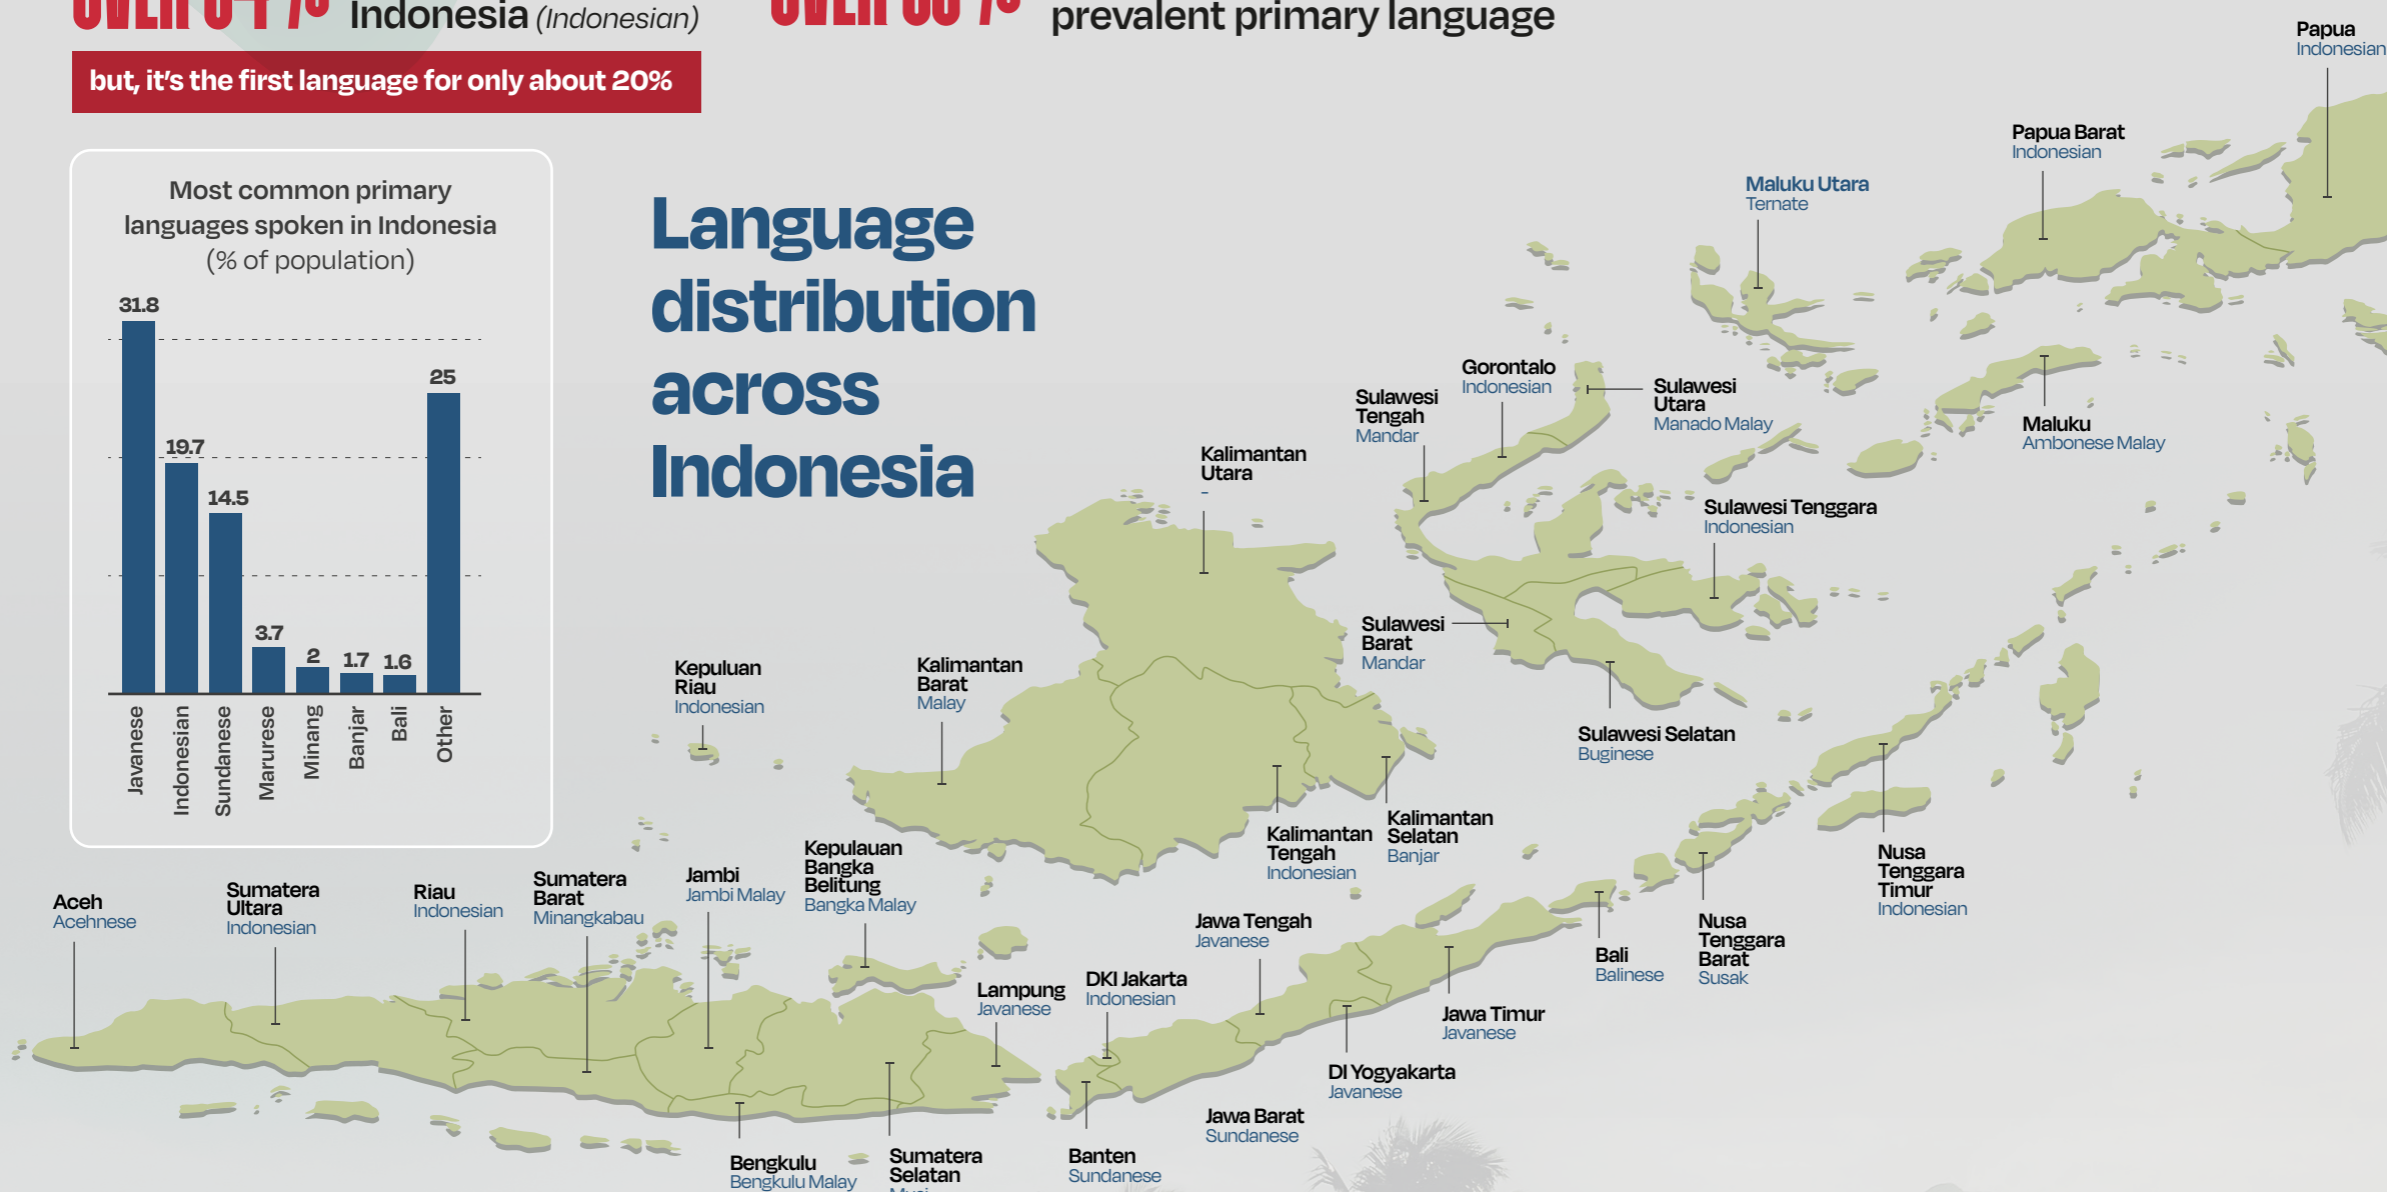 Indonesia (Indonesian)
prevalent primary language
but, it's the first language for only about 20%
Most common primary
languages spoken in Indonesia
(% of population)
31.8
19.7
14.5
3.7
2
1.7
1.6
25
Javanese
Indonesian
Sundanese
Marurese
Minang
Banjar
Bali
Other
Language
distribution
across
Indonesia
Papua
Indonesian
Papua Barat
Indonesian
Maluku Utara
Ternate
Gorontalo
Indonesian
Sulawesi
Utara
Manado Malay
Sulawesi
Tengah
Mandar
Maluku
Ambonese Malay
Kalimantan
Utara
-
Sulawesi Tenggara
Indonesian
Sulawesi
Barat
Mandar
Kepuluan
Riau
Indonesian
Kalimantan
Barat
Malay
Sulawesi Selatan
Buginese
Kalimantan
Tengah
Indonesian
Kalimantan
Selatan
Banjar
Nusa
Tenggara
Timur
Indonesian
Aceh
Acehnese
Sumatera
Ultara
Indonesian
Riau
Indonesian
Sumatera
Barat
Minangkabau
Jambi
Jambi Malay
Kepulauan
Bangka
Belitung
Bangka Malay
Jawa Tengah
Javanese
Nusa
Tenggara
Barat
Susak
Bali
Balinese
Lampung
Javanese
DKI Jakarta
Indonesian
Jawa Timur
Javanese
DI Yogyakarta
Javanese
Jawa Barat
Sundanese
Bengkulu
Bengkulu Malay
Sumatera
Selatan
Banten
Sundanese